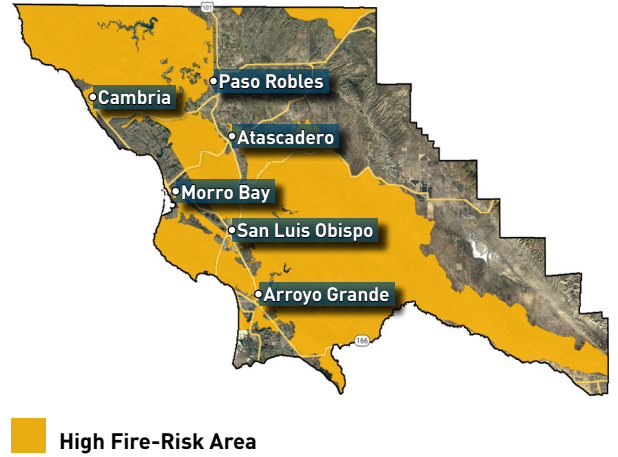 101
Paso Robles
Cambria
Atascadero
Morro Bay
San Luis Obispo
Arroyo Grande
166
High Fire-Risk Area